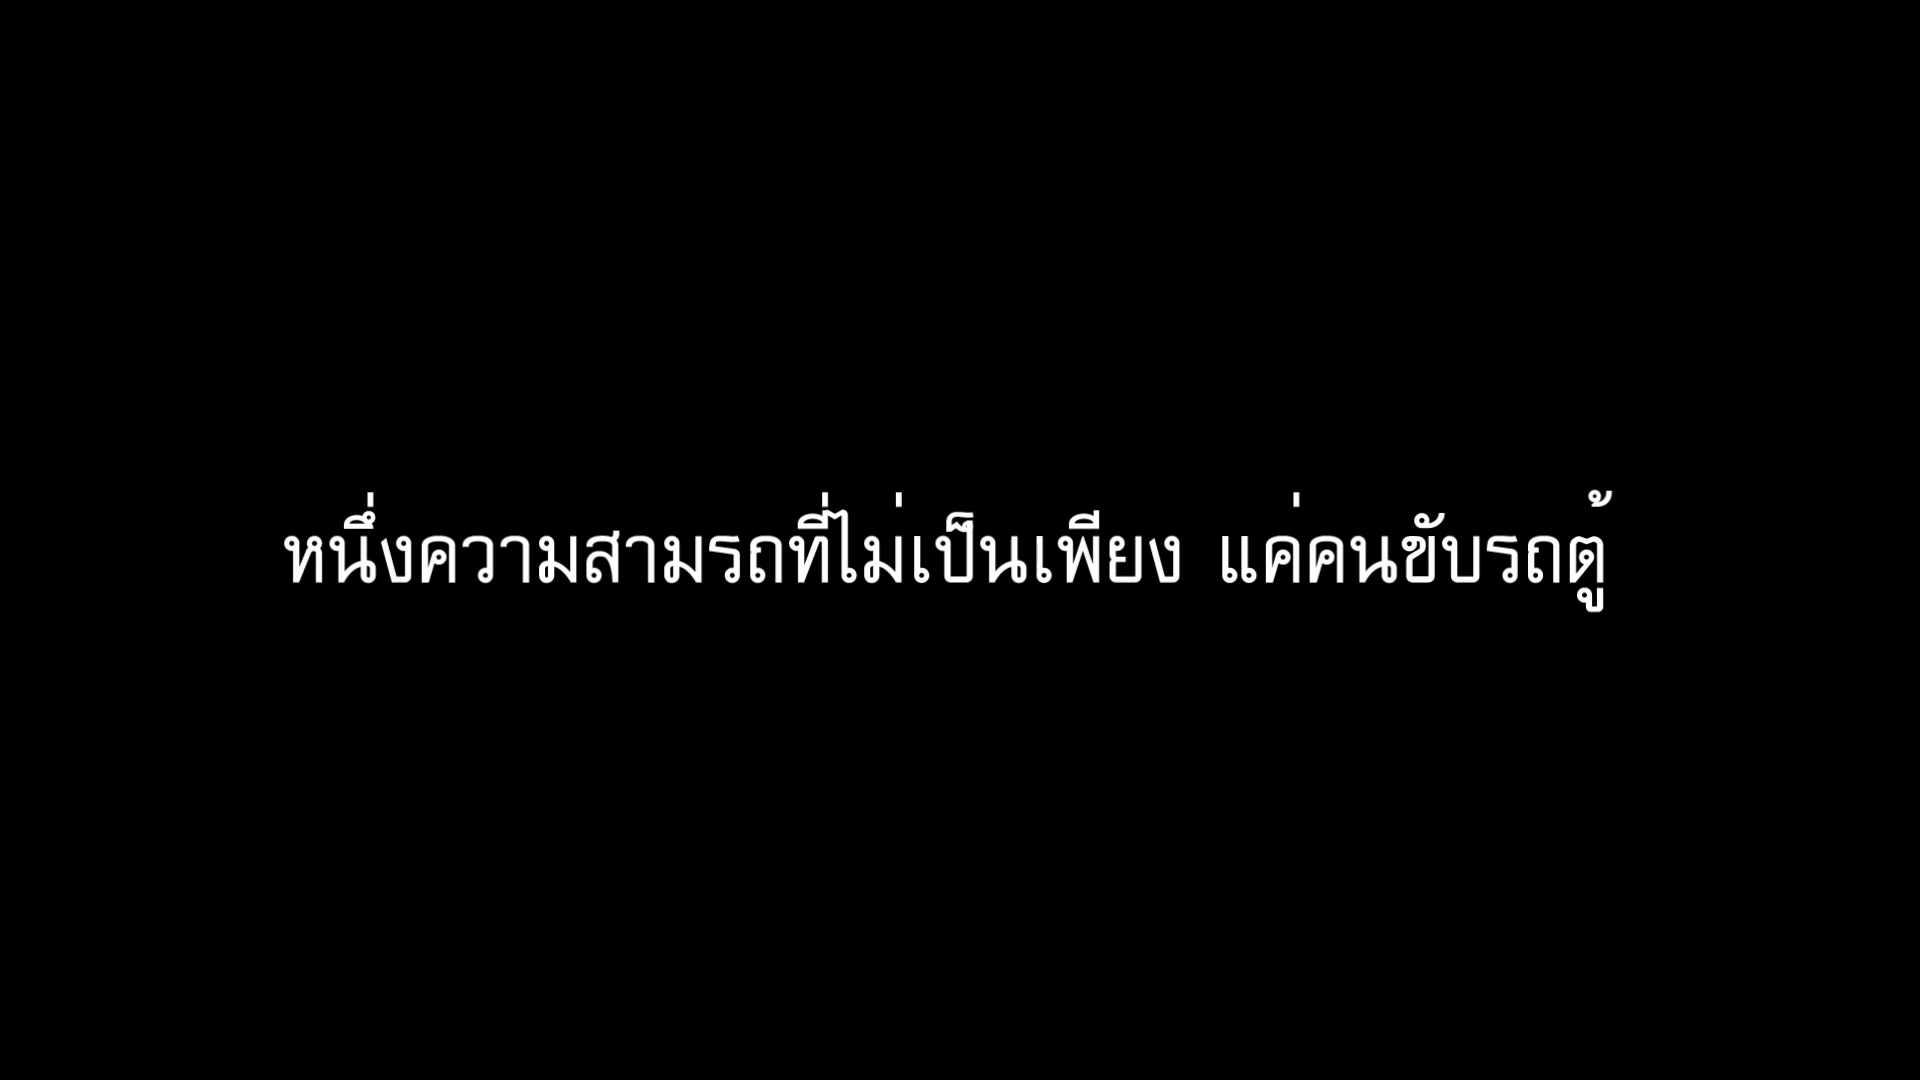 หนึ่งความสามรถที่ไม่เป็นเพียง แค่คนขับรถตู้